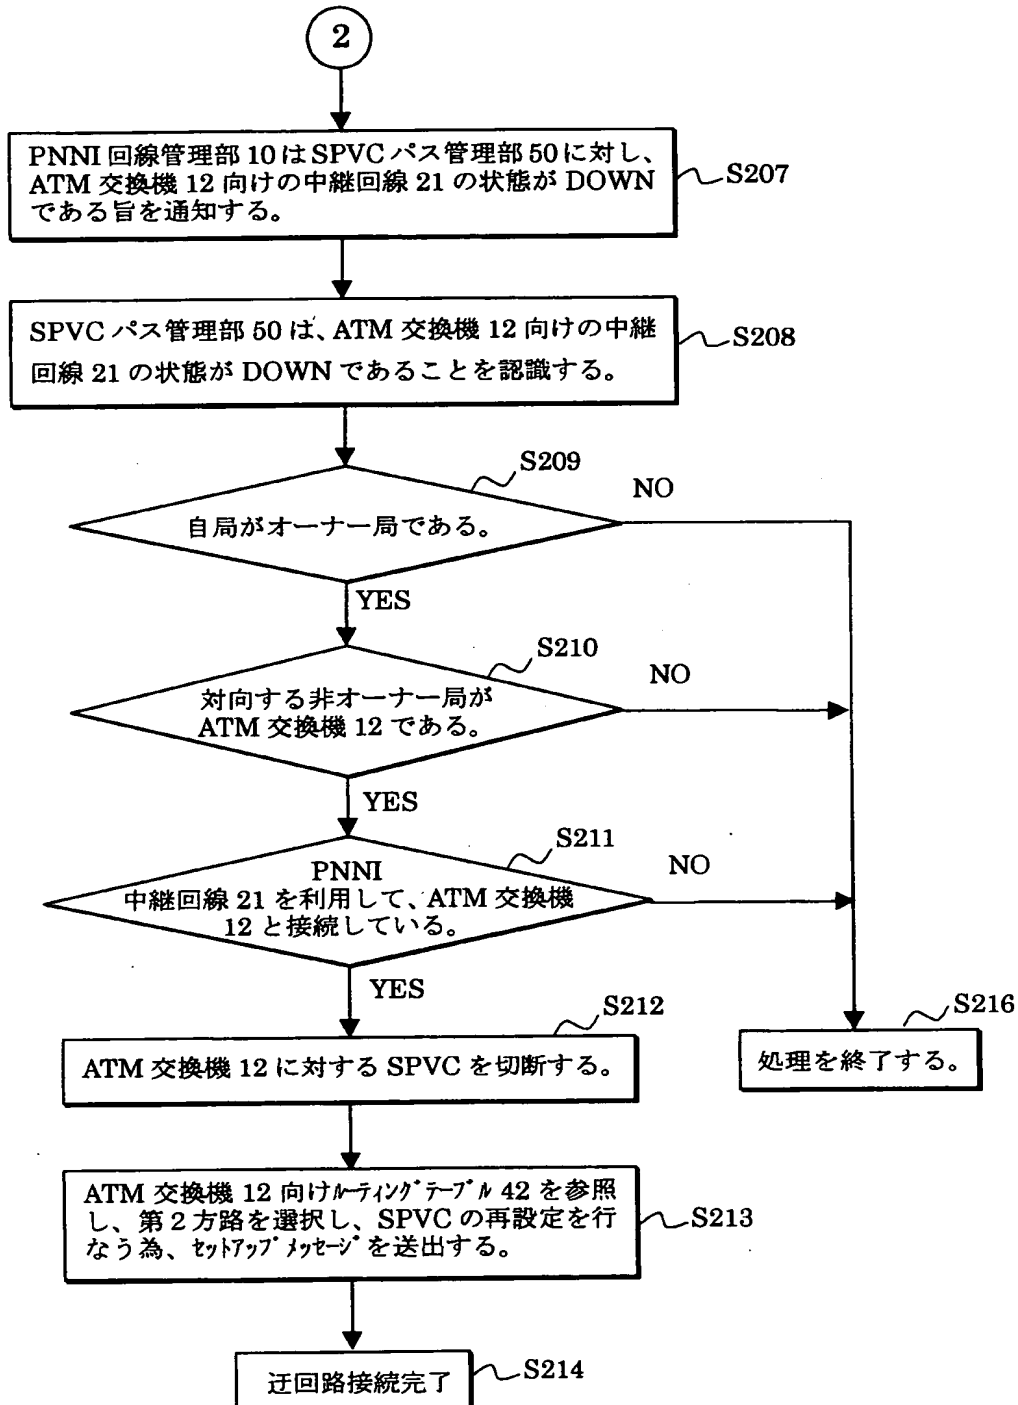 2
PNNI 回線管理部 10 は SPVC パス管理部 50 に対し、
ATM 交換機 12 向けの中継回線 21 の状態が DOWN
である旨を通知する。
S207
SPVC パス管理部 50 は、ATM 交換機 12 向けの中継
回線 21 の状態が DOWN であることを認識する。
S208
S209
NO
自局がオーナー局である。
YES
S210
NO
対向する非オーナー局が
ATM 交換機 12 である。
YES
S211
NO
PNNI
中継回線 21 を利用して、ATM 交換機
12 と接続している。
YES
S212
ATM 交換機 12 に対する SPVC を切断する。
S216
処理を終了する。
ATM 交換機 12 向けルーティングテーブル 42 を参照
し、第 2 方路を選択し、SPVC の再設定を行
なう為、セットアップメッセージを送出する。
S213
迂回路接続完了
S214